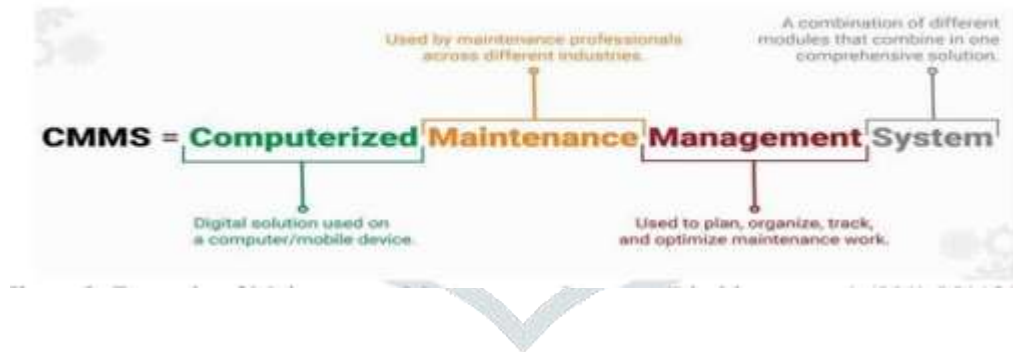 Used by maintenance professionals
across different industries.
A combination of different
modules that combine in one
comprehensive solution.
CMMS = Computerized Maintenance Management System
Digital solution used on
a computer/mobile device.
Used to plan, organize, track,
and optimize maintenance work.